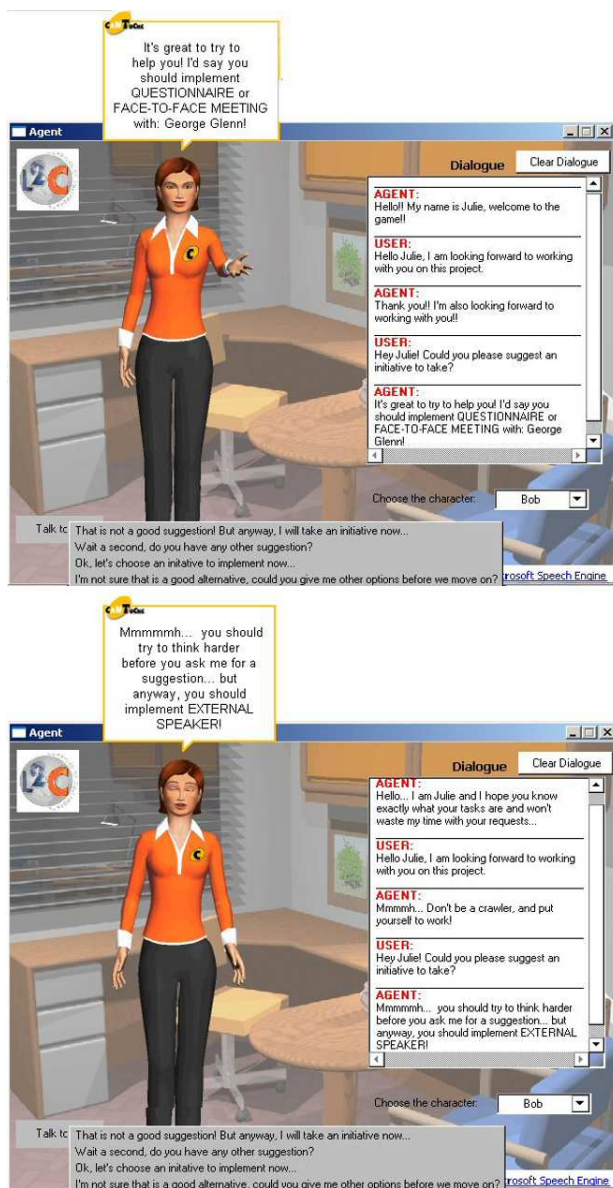 CANTOCHE
It's great to try to
help you! I'd say you
should implement
QUESTIONNAIRE or
FACE-TO-FACE MEETING
with: George Glenn!
Agent
L2C
C
Dialogue
Clear Dialogue
AGENT:
Hello!! My name is Julie, welcome to the
game!!
USER:
Hello Julie, I am looking forward to working
with you on this project.
AGENT:
Thank you!! I'm also looking forward to
working with you!!
USER:
Hey Julie! Could you please suggest an
initiative to take?
AGENT:
It's great to try to help you! I'd say you
should implement QUESTIONNAIRE or
FACE-TO-FACE MEETING with: George
Glenn!
Choose the character:
Bob
Talk to
That is not a good suggestion! But anyway, I will take an initiative now...
Wait a second, do you have any other suggestion?
Ok, let's choose an initative to implement now...
I'm not sure that is a good alternative, could you give me other options before we move on?
rosoft Speech Engine
CANTOCHE
Mmmmmh... you should
try to think harder
before you ask me for a
suggestion... but
anyway, you should
implement EXTERNAL
SPEAKER!
Agent
L2C
C
Dialogue
Clear Dialogue
AGENT:
Hello... I am Julie and I hope you know
exactly what your tasks are and won't
waste my time with your requests...
USER:
Hello Julie, I am looking forward to working
with you on this project.
AGENT:
Mmmmh... Don't be a crawler, and put
yourself to work!
USER:
Hey Julie! Could you please suggest an
initiative to take?
AGENT:
Mmmmmh... you should try to think harder
before you ask me for a suggestion... but
anyway, you should implement EXTERNAL
SPEAKER!
Choose the character:
Bob
Talk to
That is not a good suggestion! But anyway, I will take an initiative now...
Wait a second, do you have any other suggestion?
Ok, let's choose an initative to implement now...
I'm not sure that is a good alternative, could you give me other options before we move on?
rosoft Speech Engine